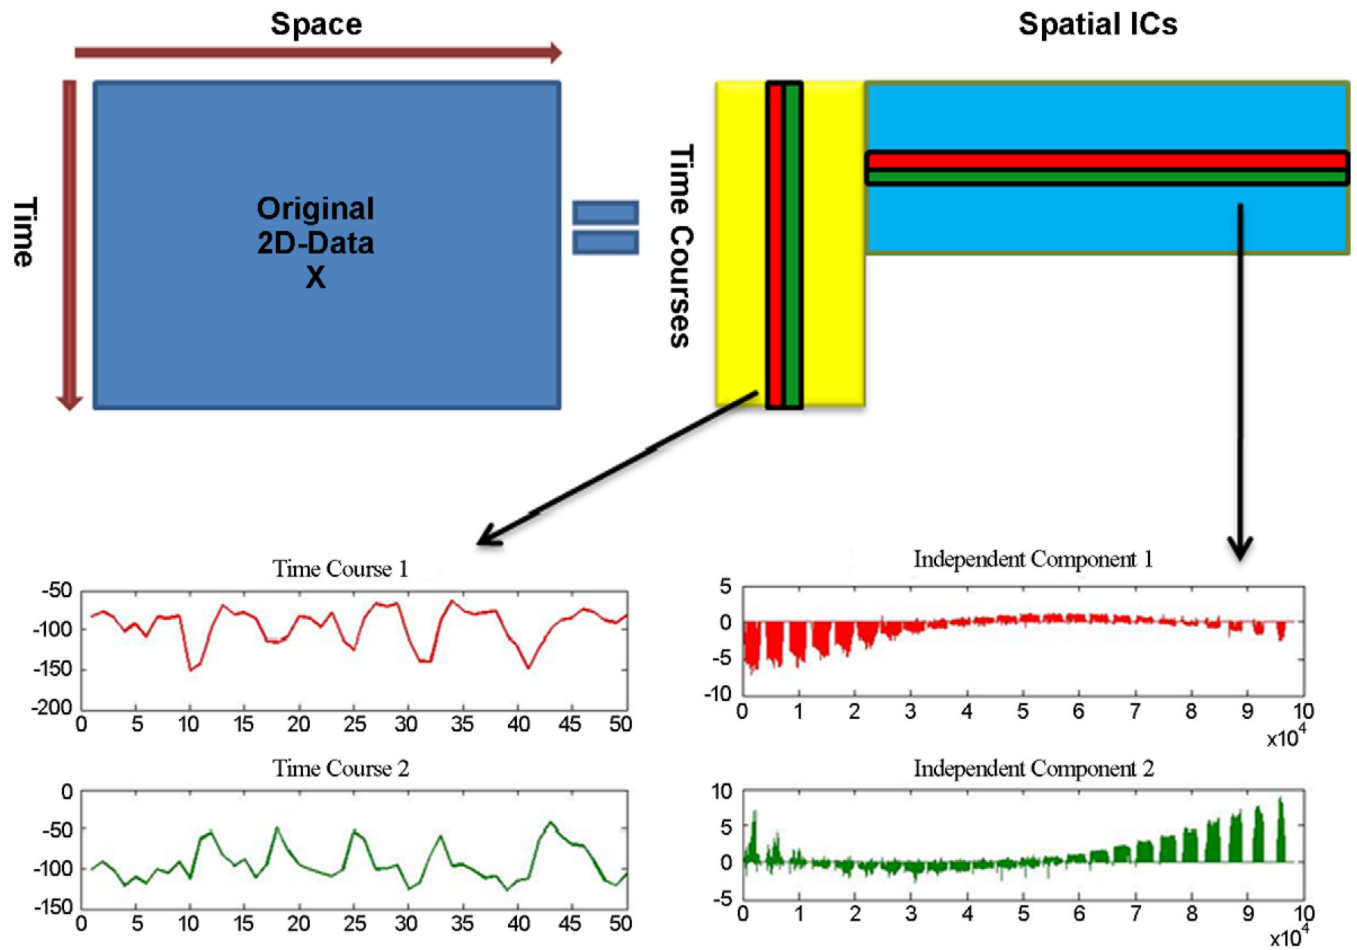 Space
Spatial ICs
Time
Original
2D-Data
X
Time Courses
Time Course 1
-50
-100
-150
-200
0 5 10 15 20 25 30 35 40 45 50
Independent Component 1
5
0
-5
-10
0 1 2 3 4 5 6 7 8 9 10
x10^4
Time Course 2
0
-50
-100
-150
0 5 10 15 20 25 30 35 40 45 50
Independent Component 2
10
5
0
-5
0 1 2 3 4 5 6 7 8 9 10
x10^4